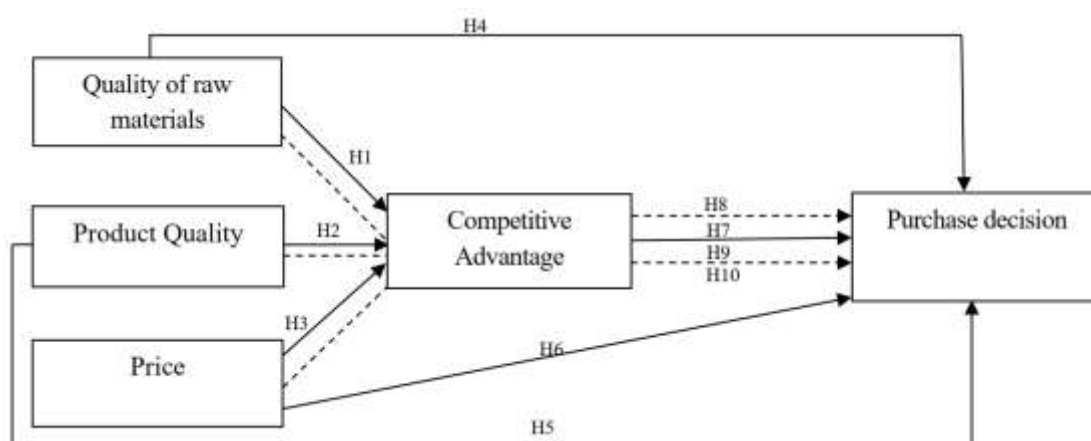 H4
Quality of raw
materials
H1
Product Quality
H2
Competitive
Advantage
H8
H7
H9
H10
Purchase decision
H3
Price
H6
H5